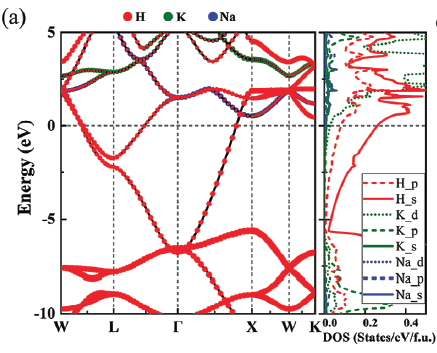 (a)
H K Na
Energy (eV)
5
0
-5
-10
W L Γ X W K
H_p
H_s
K_d
K_p
K_s
Na_d
Na_p
Na_s
0.0 0.2 0.4
DOS (States/eV/f.u.)